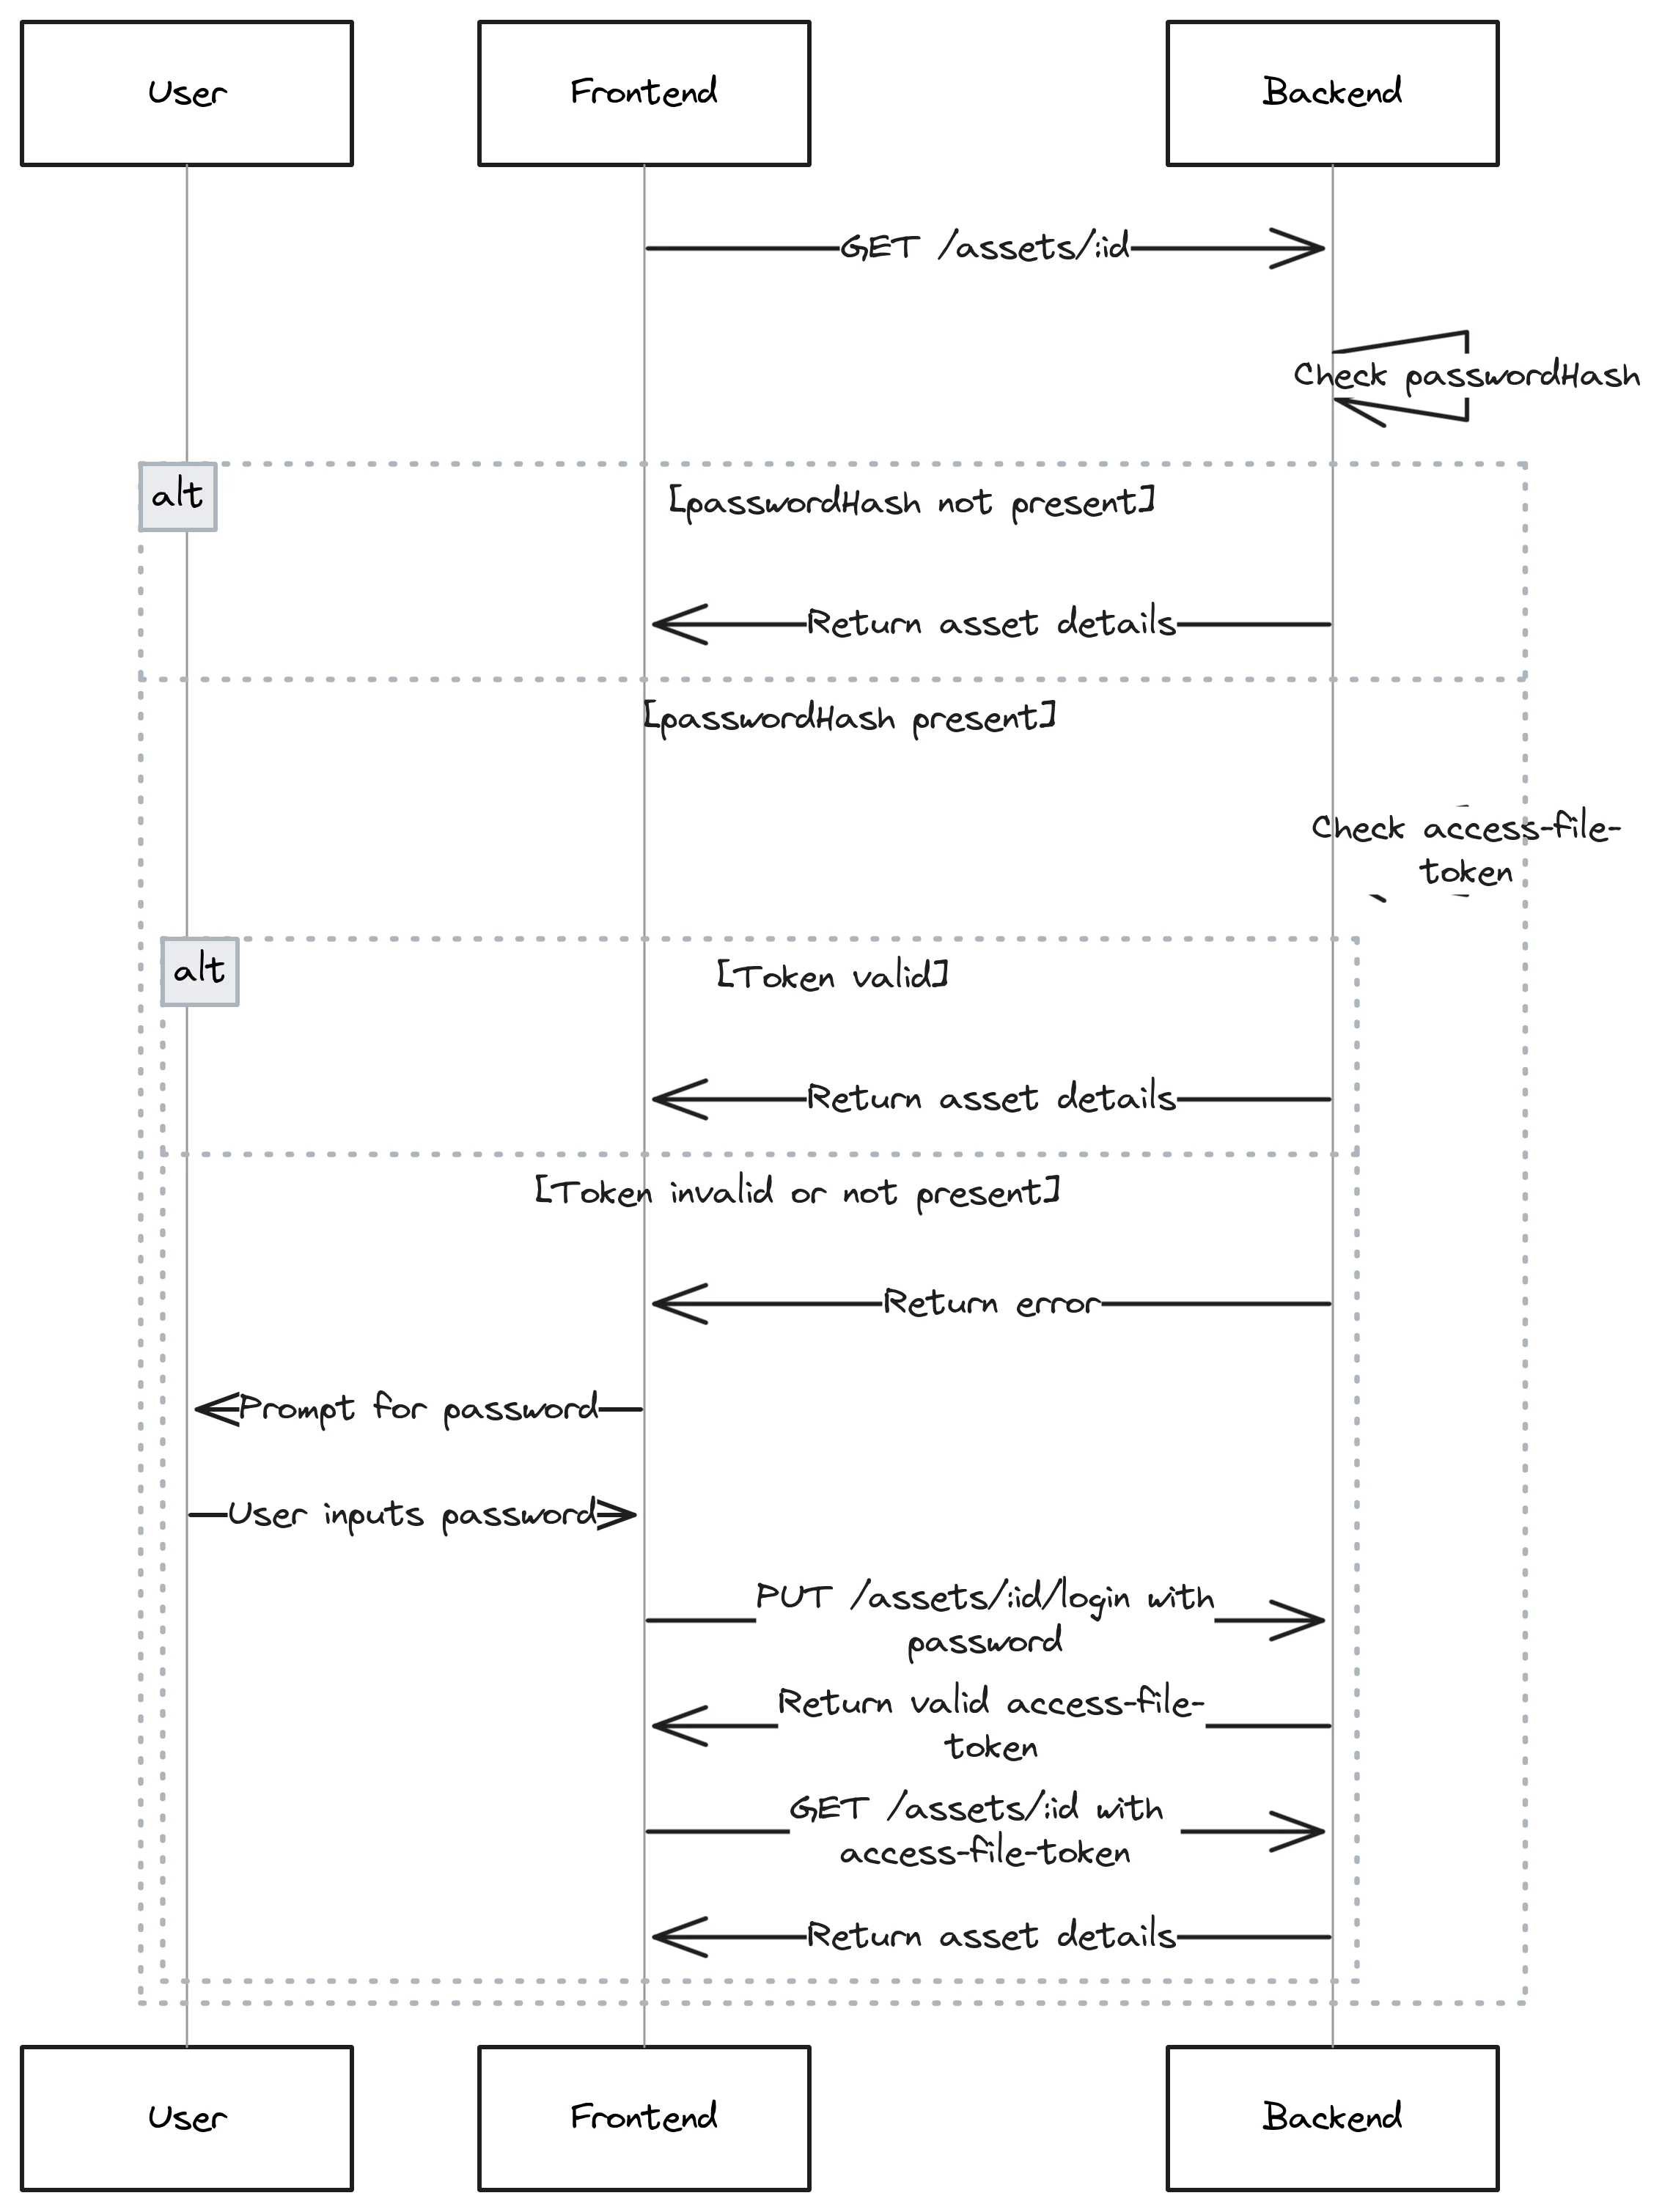 User
Frontend
Backend
GET /assets/:id
Check passwordHash
alt
[passwordHash not present]
Return asset details
[passwordHash present]
Check access-file-
token
alt
[Token valid]
Return asset details
[Token invalid or not present]
Return error
Prompt for password
User inputs password
PUT /assets/:id/login with
password
Return valid access-file-
token
GET /assets/:id with
access-file-token
Return asset details
User
Frontend
Backend